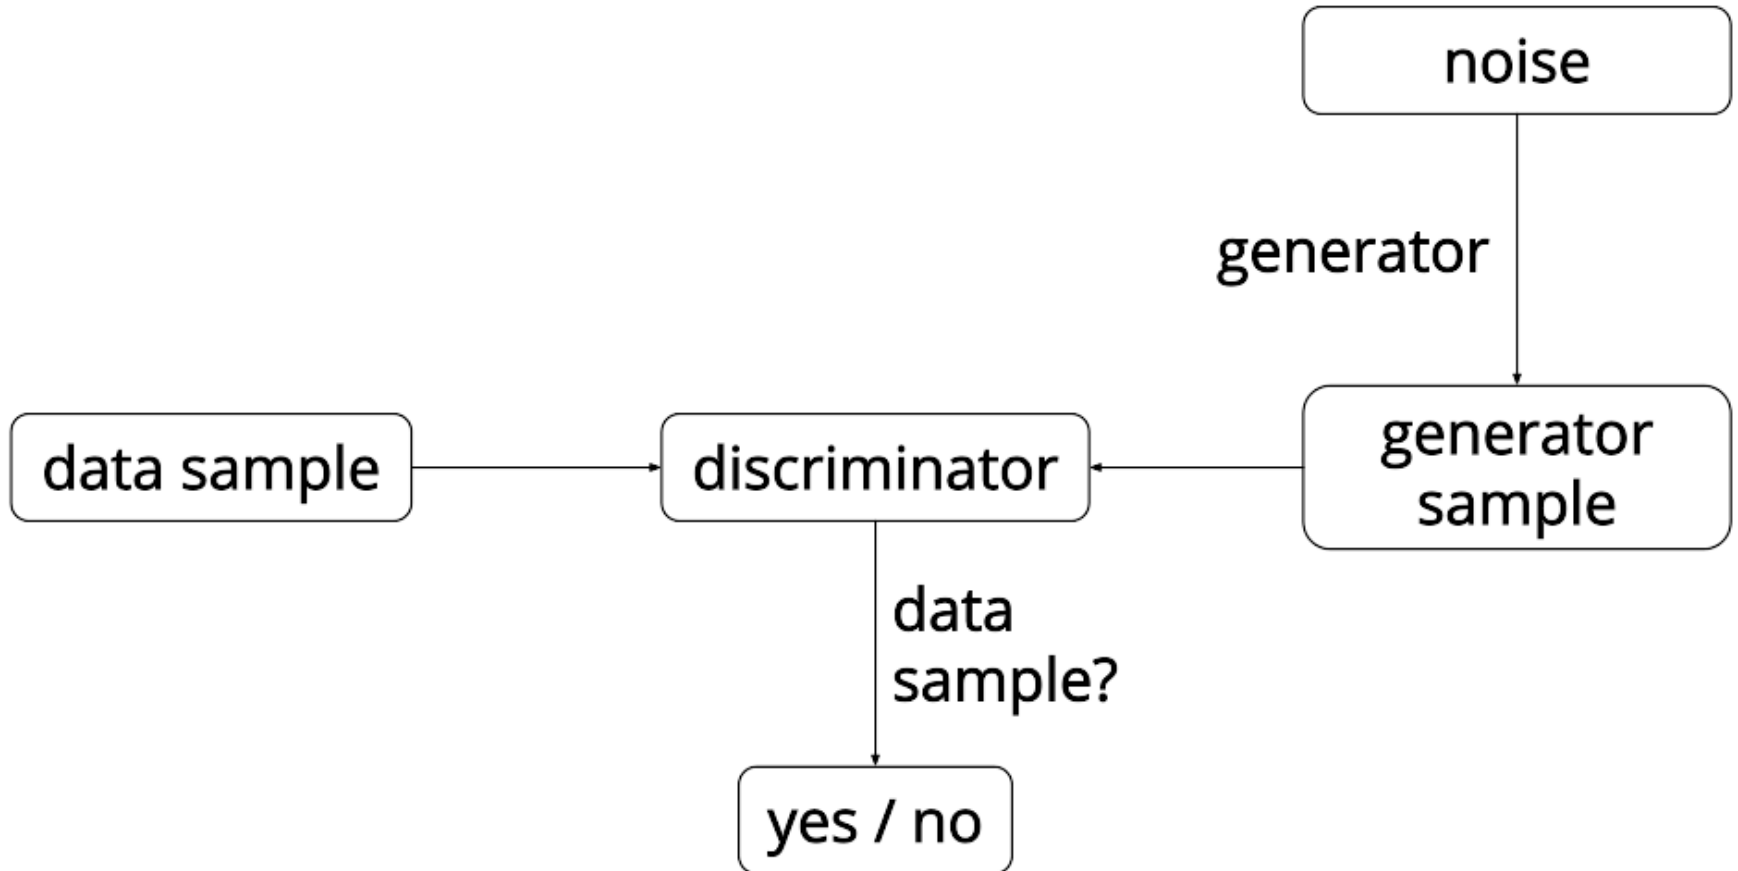 noise
generator
data sample
discriminator
generator
sample
data
sample?
yes / no